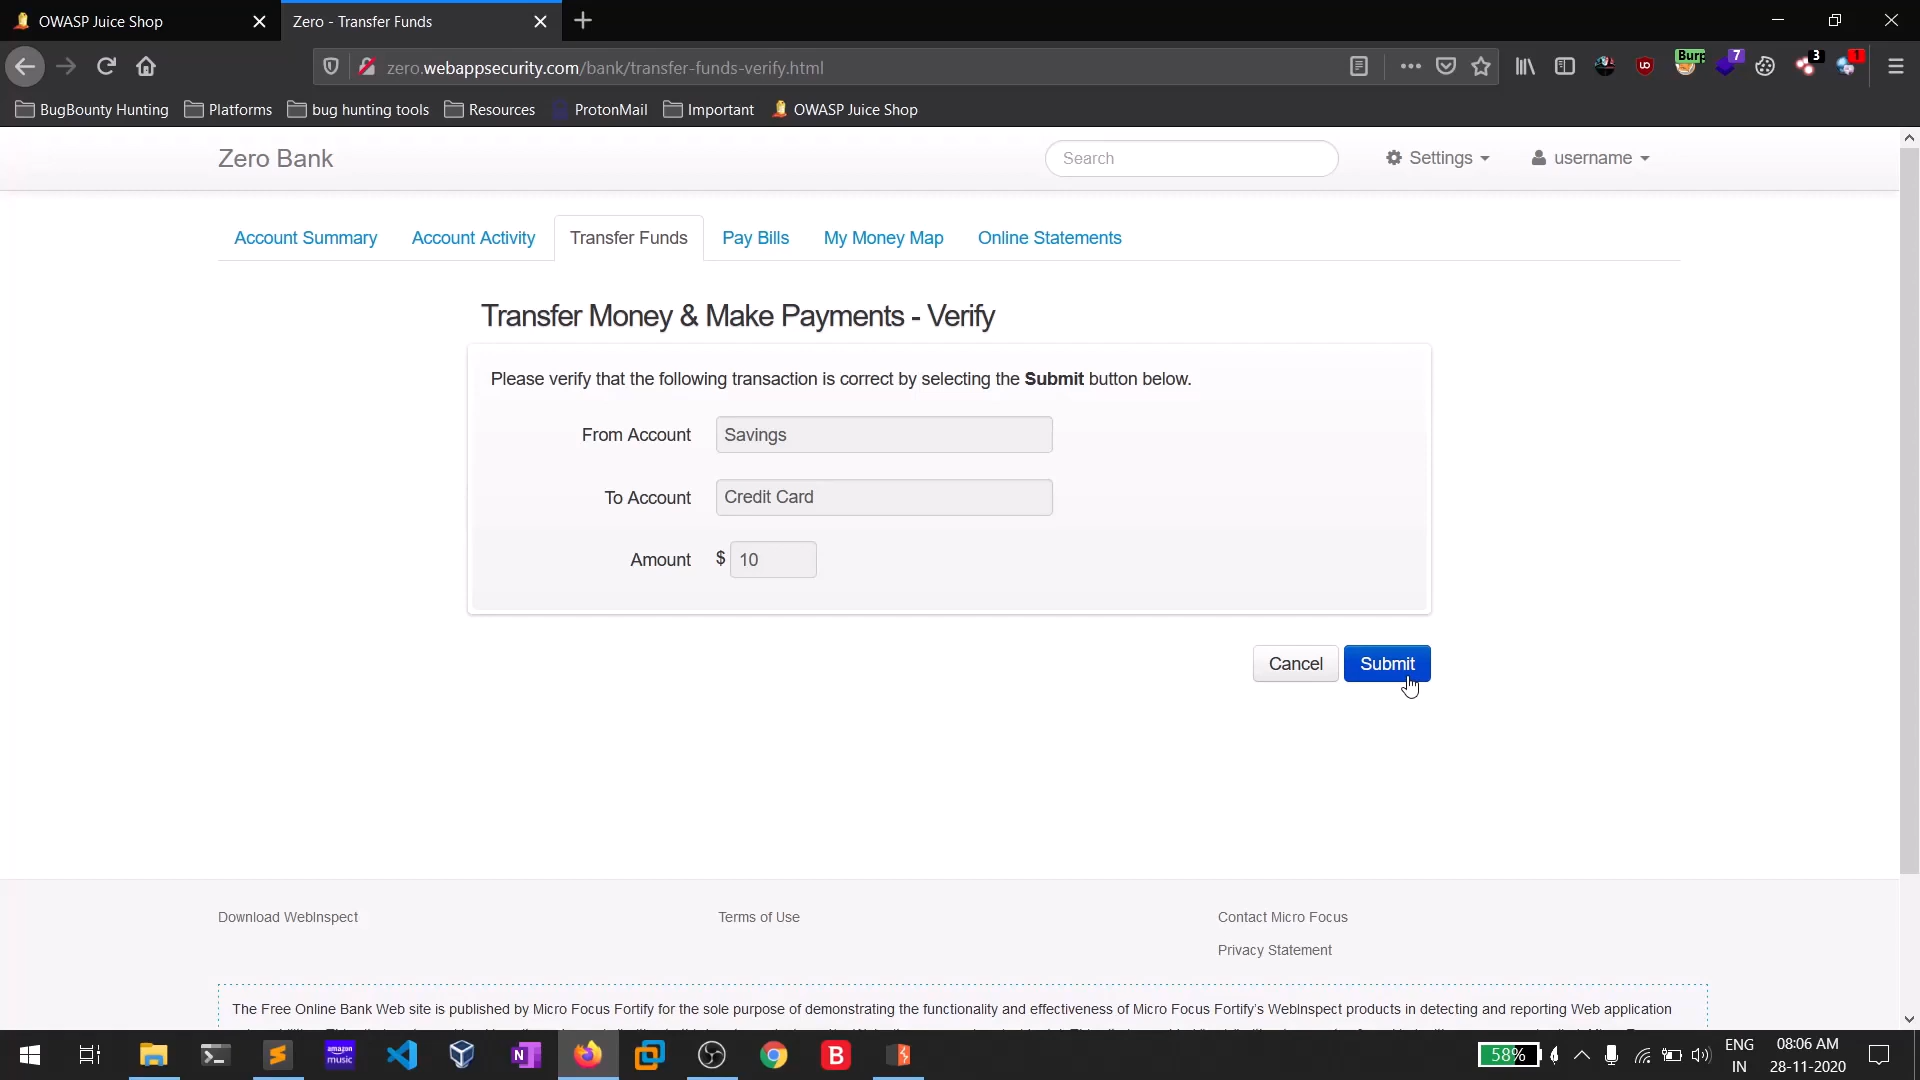 OWASP Juice Shop
Zero - Transfer Funds
zero.webappsecurity.com/bank/transfer-funds-verify.html
Burp
7
3
1
BugBounty Hunting
Platforms
bug hunting tools
Resources
ProtonMail
Important
OWASP Juice Shop
Zero Bank
Search
Settings
username
Account Summary
Account Activity
Transfer Funds
Pay Bills
My Money Map
Online Statements
Transfer Money & Make Payments - Verify
Please verify that the following transaction is correct by selecting the Submit button below.
From Account
Savings
To Account
Credit Card
Amount
$ 10
Cancel
Submit
Download WebInspect
Terms of Use
Contact Micro Focus
Privacy Statement
The Free Online Bank Web site is published by Micro Focus Fortify for the sole purpose of demonstrating the functionality and effectiveness of Micro Focus Fortify's WebInspect products in detecting and reporting Web application
amazon music
N
B
58%
ENG
IN
08:06 AM
28-11-2020